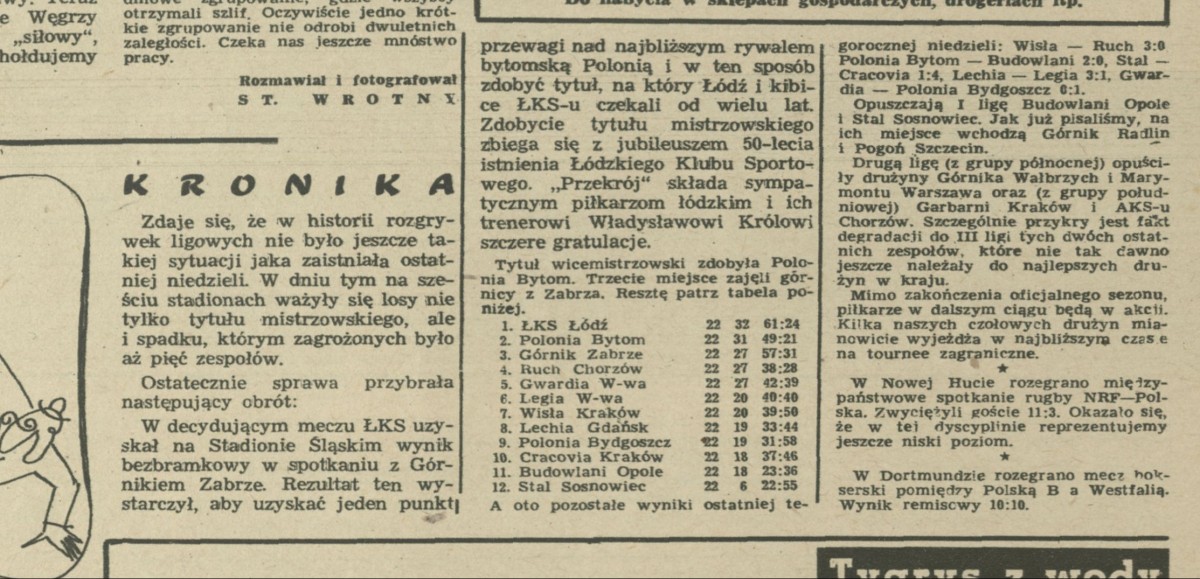 e Węgrzy
„siłowy",
hołdujemy
otrzymali szlif. Oczywiście jedno krót-
kie zgrupowanie nie odrobi dwuletnich
zaległości. Czeka nas jeszcze mnóstwo
pracy.
Rozmawiał i fotografował
ST. WROTNY
KRONIKA
Zdaje się, że w historii rozgry-
wek ligowych nie było jeszcze ta-
kiej sytuacji jaka zaistniała ostat-
niej niedzieli. W dniu tym na sze-
ściu stadionach ważyły się losy nie
tylko tytułu mistrzowskiego, ale
i spadku, którym zagrożonych było
aż pięć zespołów.
Ostatecznie sprawa przybrała
następujący obrót:
W decydującym meczu ŁKS uzy-
skał na Stadionie Śląskim wynik
bezbramkowy w spotkaniu z Gór-
nikiem Zabrze. Rezultat ten wy-
starczył, aby uzyskać jeden punkt
Do nabycia w sklepach gospodarczych, drogeriach itp.
przewagi nad najbliższym rywalem
bytomską Polonią i w ten sposób
zdobyć tytuł, na który Łódź i kibi-
ce ŁKS-u czekali od wielu lat.
Zdobycie tytułu mistrzowskiego
zbiega się z jubileuszem 50-lecia
istnienia Łódzkiego Klubu Sporto-
wego. „Przekrój" składa sympa-
tycznym piłkarzom łódzkim i ich
trenerowi Władysławowi Królowi
szczere gratulacje.
Tytuł wicemistrzowski zdobyła Polo-
nia Bytom. Trzecie miejsce zajęli gór-
nicy z Zabrza. Resztę patrz tabela po-
niżej.
1. ŁKS Łódź 22 32 61:24
2. Polonia Bytom 22 31 49:21
3. Górnik Zabrze 22 27 57:31
4. Ruch Chorzów 22 27 38:28
5. Gwardia W-wa 22 27 42:39
6. Legia W-wa 22 20 40:40
7. Wisła Kraków 22 20 39:50
8. Lechia Gdańsk 22 19 33:44
9. Polonia Bydgoszcz 22 19 31:58
10. Cracovia Kraków 22 18 37:46
11. Budowlani Opole 22 18 23:36
12. Stal Sosnowiec 22 6 22:55
A oto pozostałe wyniki ostatniej te-
gorocznej niedzieli: Wisła — Ruch 3:0
Polonia Bytom — Budowlani 2:0, Stal —
Cracovia 1:4, Lechia — Legia 3:1, Gwar-
dia — Polonia Bydgoszcz 0:1.
Opuszczają I ligę Budowlani Opole
i Stal Sosnowiec. Jak już pisaliśmy, na
ich miejsce wchodzą Górnik Radlin
i Pogoń Szczecin.
Drugą ligę (z grupy północnej) opuści-
ły drużyny Górnika Wałbrzych i Mary-
montu Warszawa oraz (z grupy połud-
niowej) Garbarni Kraków i AKS-u
Chorzów. Szczególnie przykry jest fakt
degradacji do III ligi tych dwóch ostat-
nich zespołów, które nie tak dawno
jeszcze należały do najlepszych dru-
żyn w kraju.
Mimo zakończenia oficjalnego sezonu,
piłkarze w dalszym ciągu będą w akcji.
Kilka naszych czołowych drużyn mia-
nowicie wyjeżdża w najbliższym czasie
na tournee zagraniczne.
★
W Nowej Hucie rozegrano między-
państwowe spotkanie rugby NRF—Pol-
ska. Zwyciężyli goście 11:3. Okazało się,
że w tej dyscyplinie reprezentujemy
jeszcze niski poziom.
★
W Dortmundzie rozegrano mecz bok-
serski pomiędzy Polską B a Westfalią.
Wynik remisowy 10:10.
Tygrys z wody